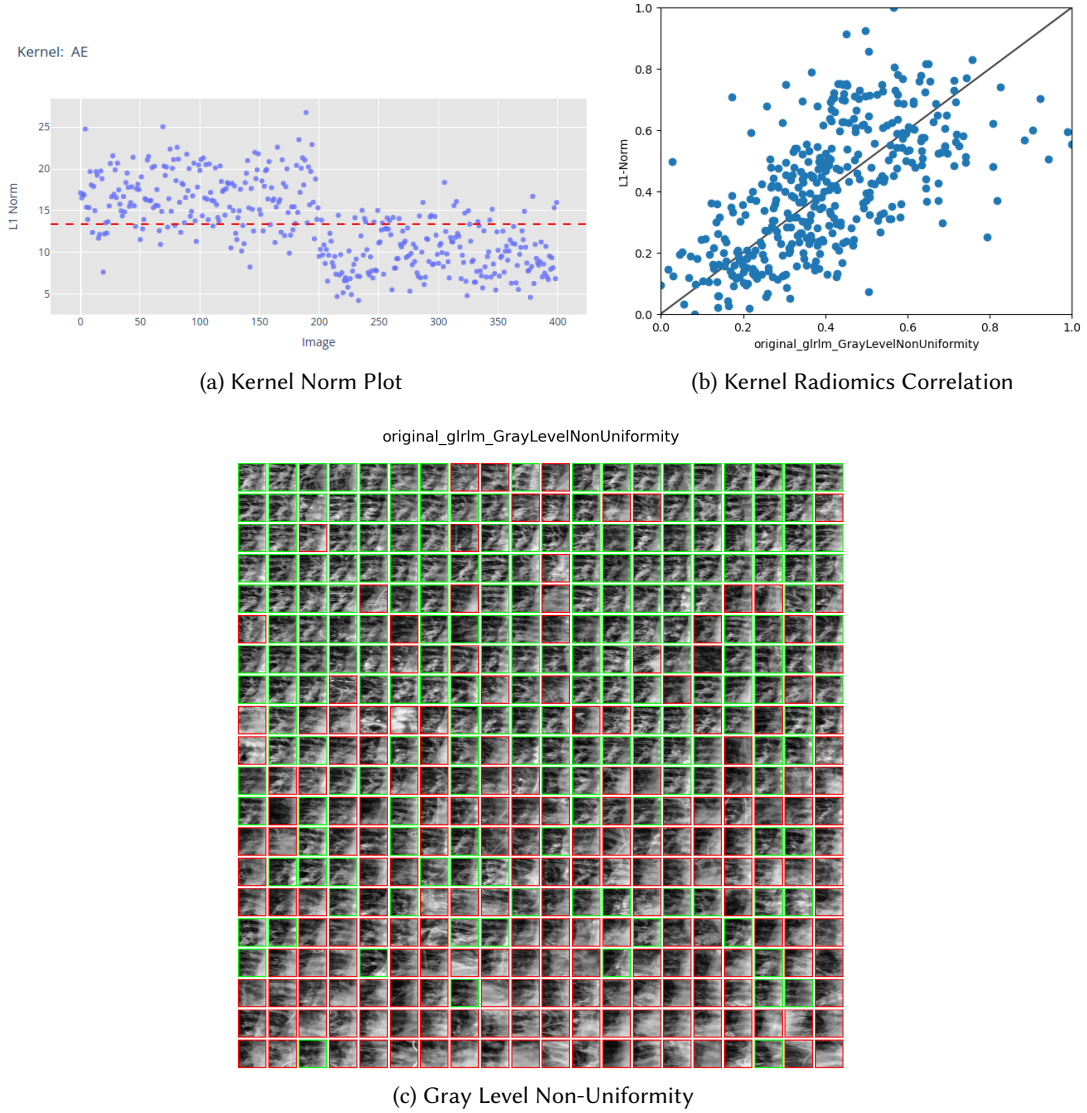 Kernel: AE
L1 Norm
25
20
15
10
5
0
50
100
150
200
250
300
350
400
Image
(a) Kernel Norm Plot
L1-Norm
1.0
0.8
0.6
0.4
0.2
0.0
0.0
0.2
0.4
0.6
0.8
1.0
original_glrlm_GrayLevelNonUniformity
(b) Kernel Radiomics Correlation
original_glrlm_GrayLevelNonUniformity
(c) Gray Level Non-Uniformity